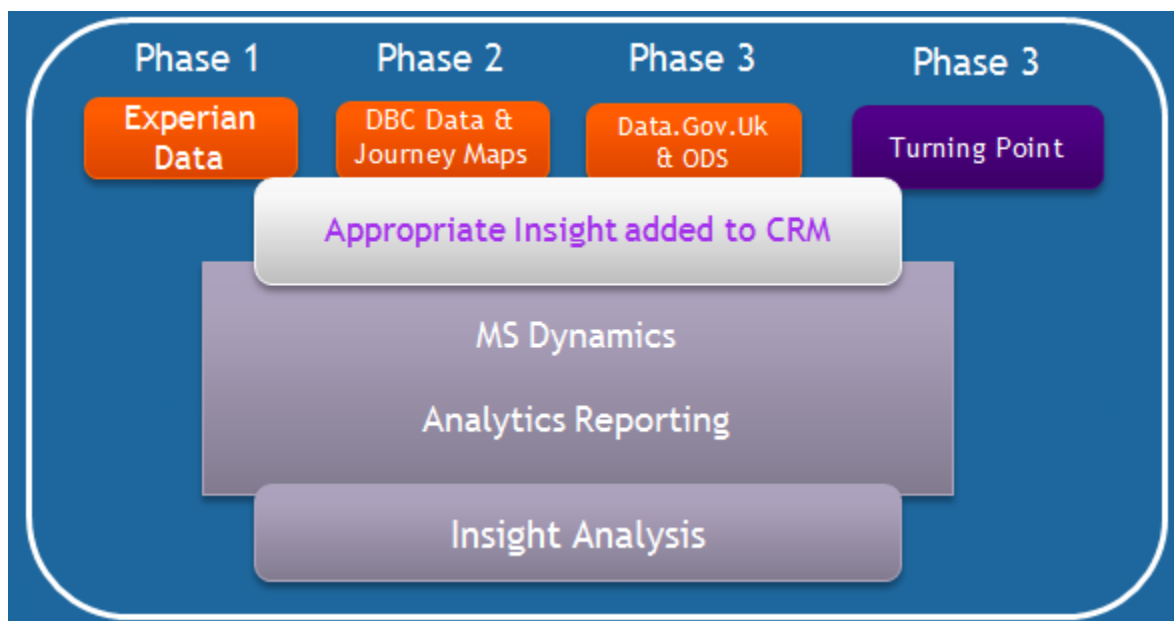 Phase 1
Phase 2
Phase 3
Phase 3
Experian
Data
DBC Data &
Journey Maps
Data.Gov.Uk
& ODS
Turning Point
Appropriate Insight added to CRM
MS Dynamics
Analytics Reporting
Insight Analysis